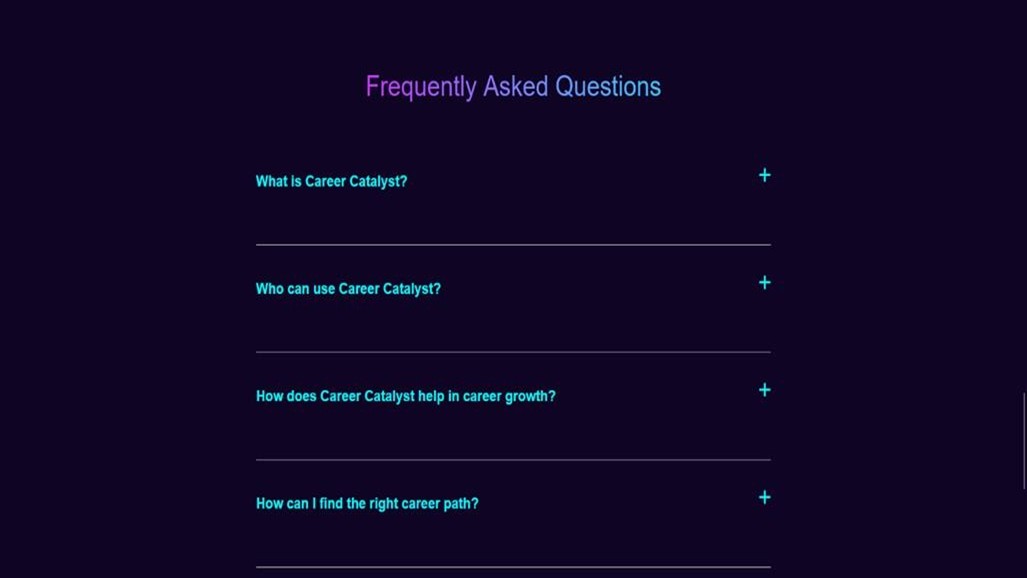 Frequently Asked Questions
What is Career Catalyst?
+
Who can use Career Catalyst?
+
How does Career Catalyst help in career growth?
+
How can I find the right career path?
+